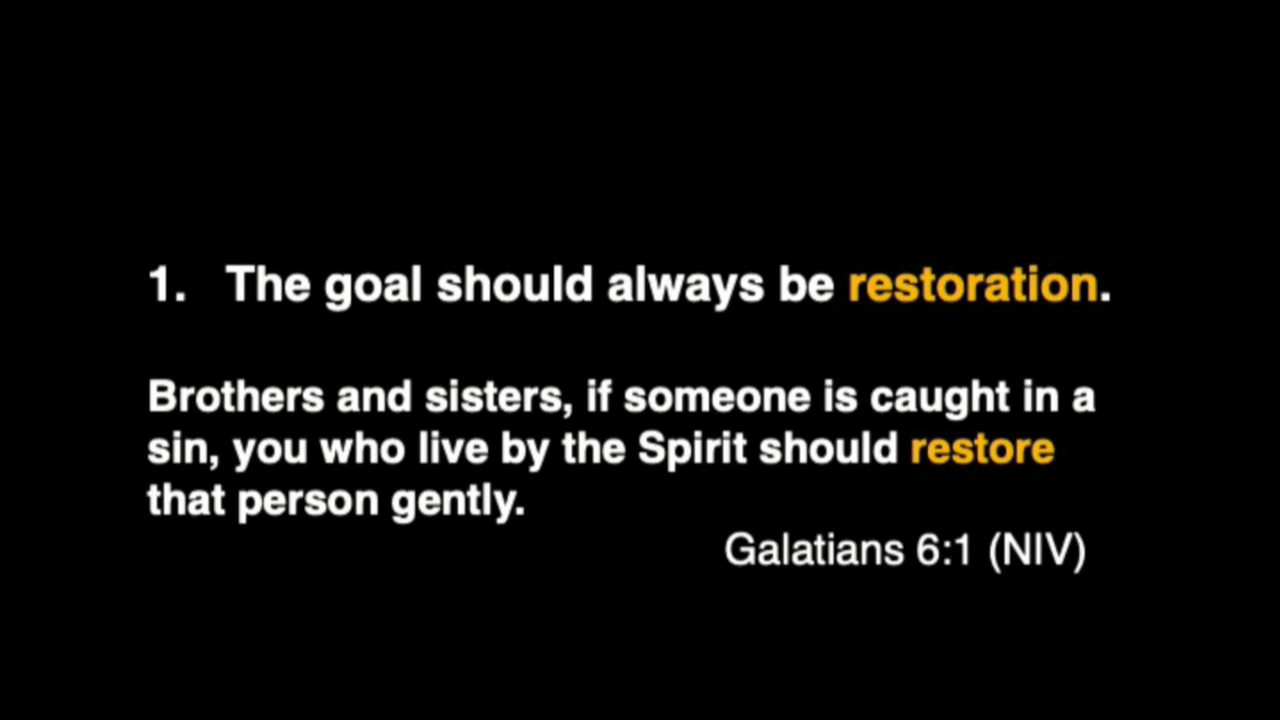 1. The goal should always be restoration.
Brothers and sisters, if someone is caught in a
sin, you who live by the Spirit should restore
that person gently.
Galatians 6:1 (NIV)